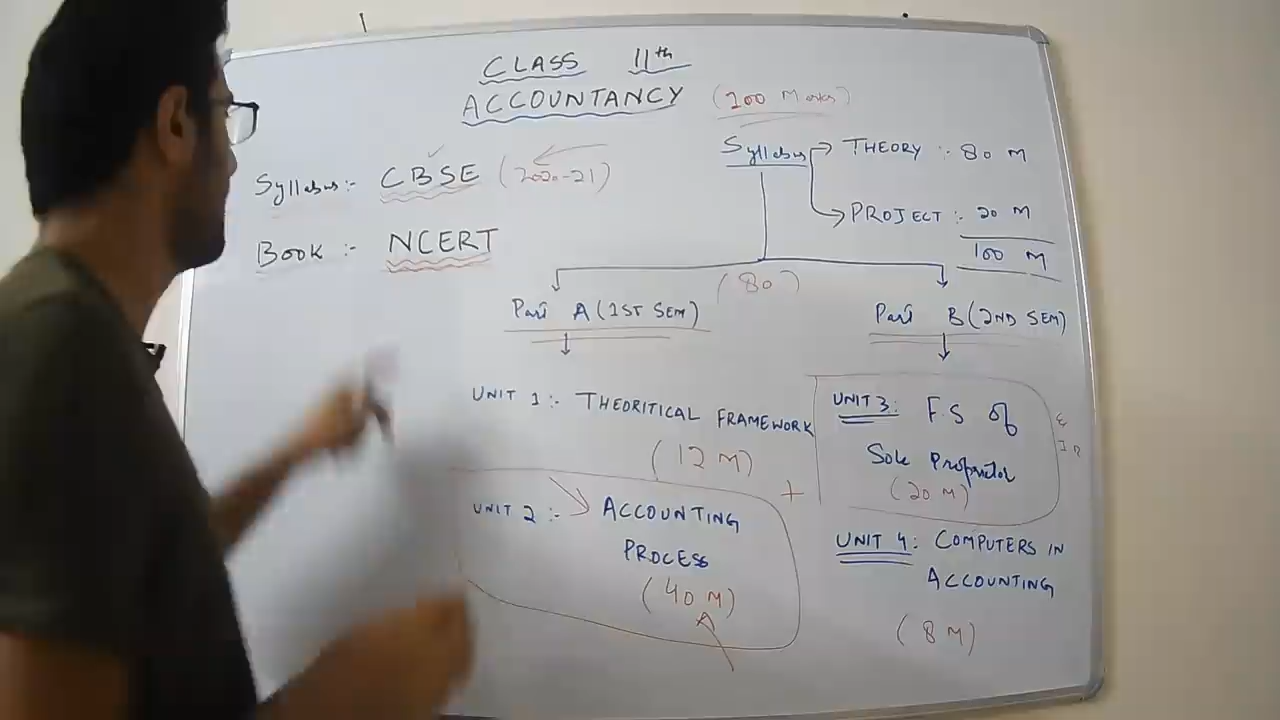 CLASS 11th
ACCOUNTANCY (100 Marks)
Syllabus:- CBSE (2020-21)
Book :- NCERT
Syllabus
THEORY :- 80 M
PROJECT :- 20 M
100 M
(80)
Part A (1ST SEM)
UNIT 1 :- THEORITICAL FRAMEWORK
(12 M)
UNIT 2 :- ACCOUNTING
PROCESS
(40 M)
+
Part B (2ND SEM)
UNIT 3: F.S of
Sole Proprietor
(20 M)
UNIT 4: COMPUTERS IN
ACCOUNTING
(8 M)